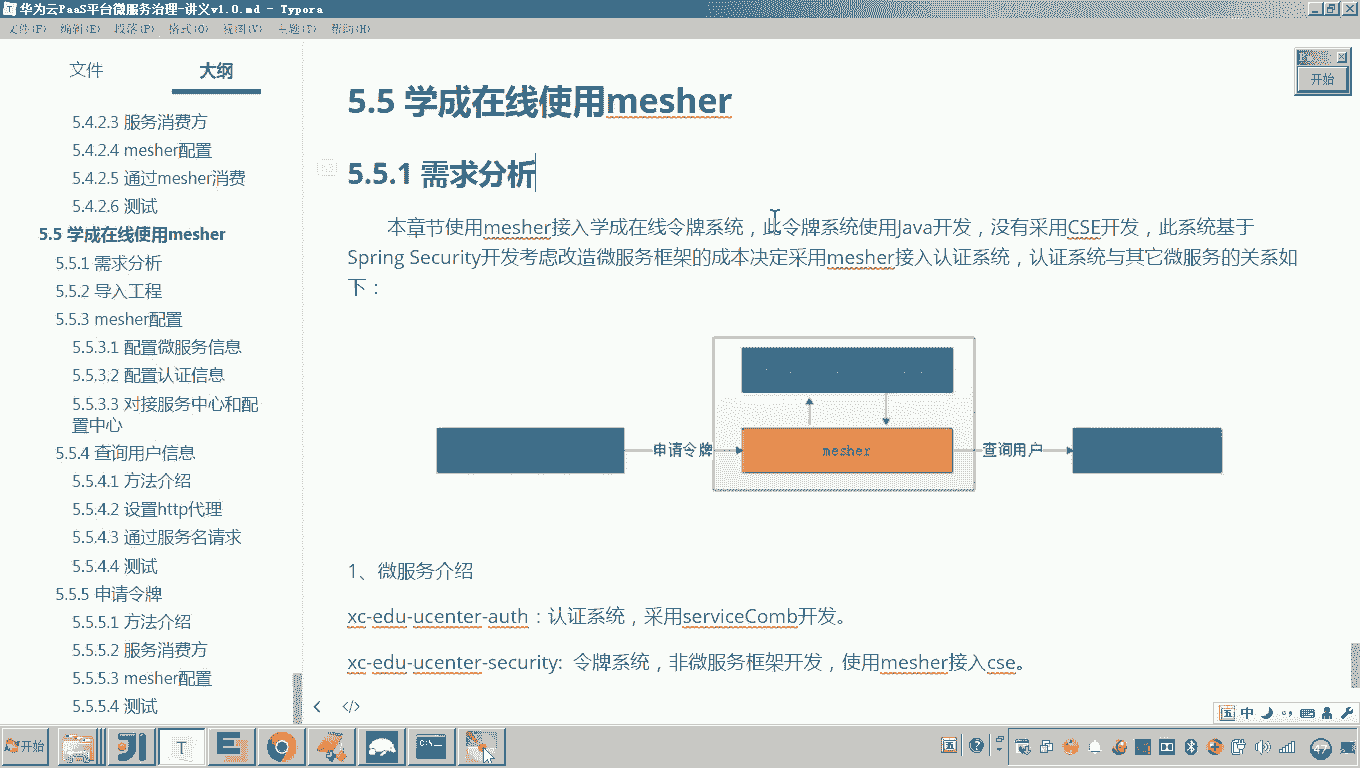 华为云PaaS平台微服务治理-讲义v1.0.md - Typora
文件(F) 编辑(E) 段落(P) 格式(O) 视图(V) 主题(T) 帮助(H)
文件 大纲
5.4.2.3 服务消费方
5.4.2.4 mesher配置
5.4.2.5 通过mesher消费
5.4.2.6 测试
5.5 学成在线使用mesher
5.5.1 需求分析
5.5.2 导入工程
5.5.3 mesher配置
5.5.3.1 配置微服务信息
5.5.3.2 配置认证信息
5.5.3.3 对接服务中心和配
置中心
5.5.4 查询用户信息
5.5.4.1 方法介绍
5.5.4.2 设置http代理
5.5.4.3 通过服务名请求
5.5.4.4 测试
5.5.5 申请令牌
5.5.5.1 方法介绍
5.5.5.2 服务消费方
5.5.5.3 mesher配置
5.5.5.4 测试
开始
5.5 学成在线使用mesher
5.5.1 需求分析
本章节使用mesher接入学成在线令牌系统，此令牌系统使用Java开发，没有采用CSE开发，此系统基于
Spring Security开发考虑改造微服务框架的成本决定采用mesher接入认证系统，认证系统与其它微服务的关系如
下：
申请令牌
mesher
查询用户
1、微服务介绍
xc-edu-ucenter-auth：认证系统，采用serviceComb开发。
xc-edu-ucenter-security: 令牌系统，非微服务框架开发，使用mesher接入cse。
五 中
开始
47